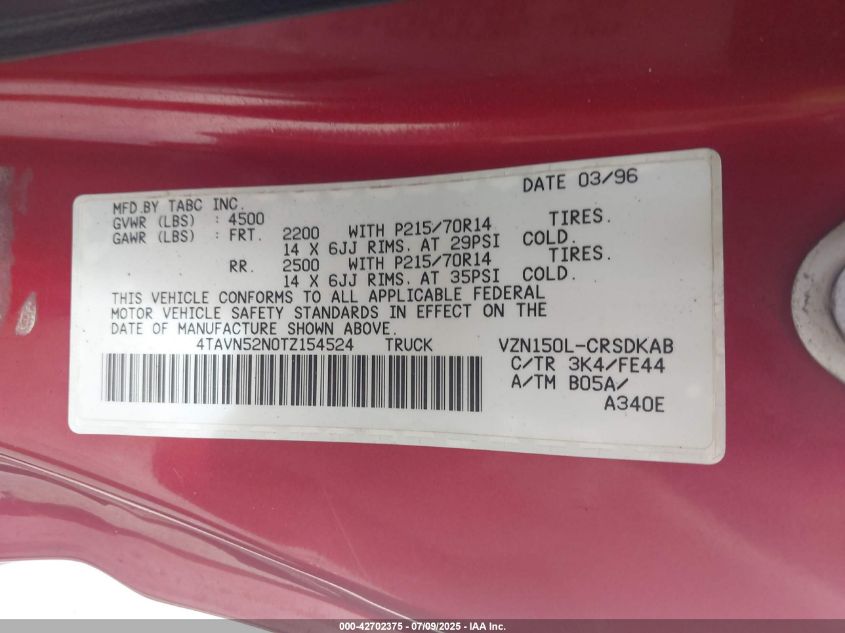 DATE 03/96
MFD.BY TABC INC.
GVWR (LBS) : 4500
GAWR (LBS) : FRT. 2200 WITH P215/70R14 TIRES.
14 X 6JJ RIMS. AT 29PSI COLD.
RR. 2500 WITH P215/70R14 TIRES.
14 X 6JJ RIMS. AT 35PSI COLD.
THIS VEHICLE CONFORMS TO ALL APPLICABLE FEDERAL
MOTOR VEHICLE SAFETY STANDARDS IN EFFECT ON THE
DATE OF MANUFACTURE SHOWN ABOVE.
4TAVN52N0TZ154524 TRUCK VZN150L-CRSDKAB
C/TR 3K4/FE44
A/TM B05A/
A340E
000-42702375 - 07/09/2025 - IAA Inc.